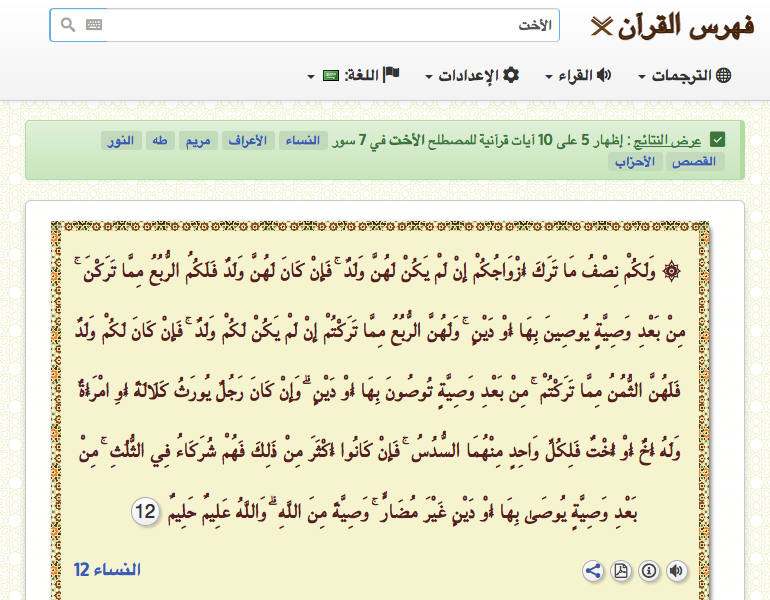 فهرس القرآن
الأخت
الترجمات القراء الإعدادات اللغة:
عرض النتائج : إظهار 5 على 10 آيات قرآنية للمصطلح الأخت في 7 سور النساء الأعراف مريم طه النور
القصص الأحزاب
۞ وَلَكُمْ نِصْفُ مَا تَرَكَ أَزْوَاجُكُمْ إِنْ لَمْ يَكُنْ لَهُنَّ وَلَدٌ ۚ فَإِنْ كَانَ لَهُنَّ وَلَدٌ فَلَكُمُ الرُّبُعُ مِمَّا تَرَكْنَ ۚ
مِنْ بَعْدِ وَصِيَّةٍ يُوصِينَ بِهَا أَوْ دَيْنٍ ۚ وَلَهُنَّ الرُّبُعُ مِمَّا تَرَكْتُمْ إِنْ لَمْ يَكُنْ لَكُمْ وَلَدٌ ۚ فَإِنْ كَانَ لَكُمْ وَلَدٌ
فَلَهُنَّ الثُّمُنُ مِمَّا تَرَكْتُمْ ۚ مِنْ بَعْدِ وَصِيَّةٍ تُوصُونَ بِهَا أَوْ دَيْنٍ ۗ وَإِنْ كَانَ رَجُلٌ يُورَثُ كَلَالَةً أَوِ امْرَأَةٌ
وَلَهُ أَخٌ أَوْ أُخْتٌ فَلِكُلِّ وَاحِدٍ مِنْهُمَا السُّدُسُ ۚ فَإِنْ كَانُوا أَكْثَرَ مِنْ ذَلِكَ فَهُمْ شُرَكَاءُ فِي الثُّلُثِ ۚ مِنْ
بَعْدِ وَصِيَّةٍ يُوصَى بِهَا أَوْ دَيْنٍ غَيْرَ مُضَارٍّ ۚ وَصِيَّةً مِنَ اللَّهِ ۗ وَاللَّهُ عَلِيمٌ حَلِيمٌ 12
النساء 12